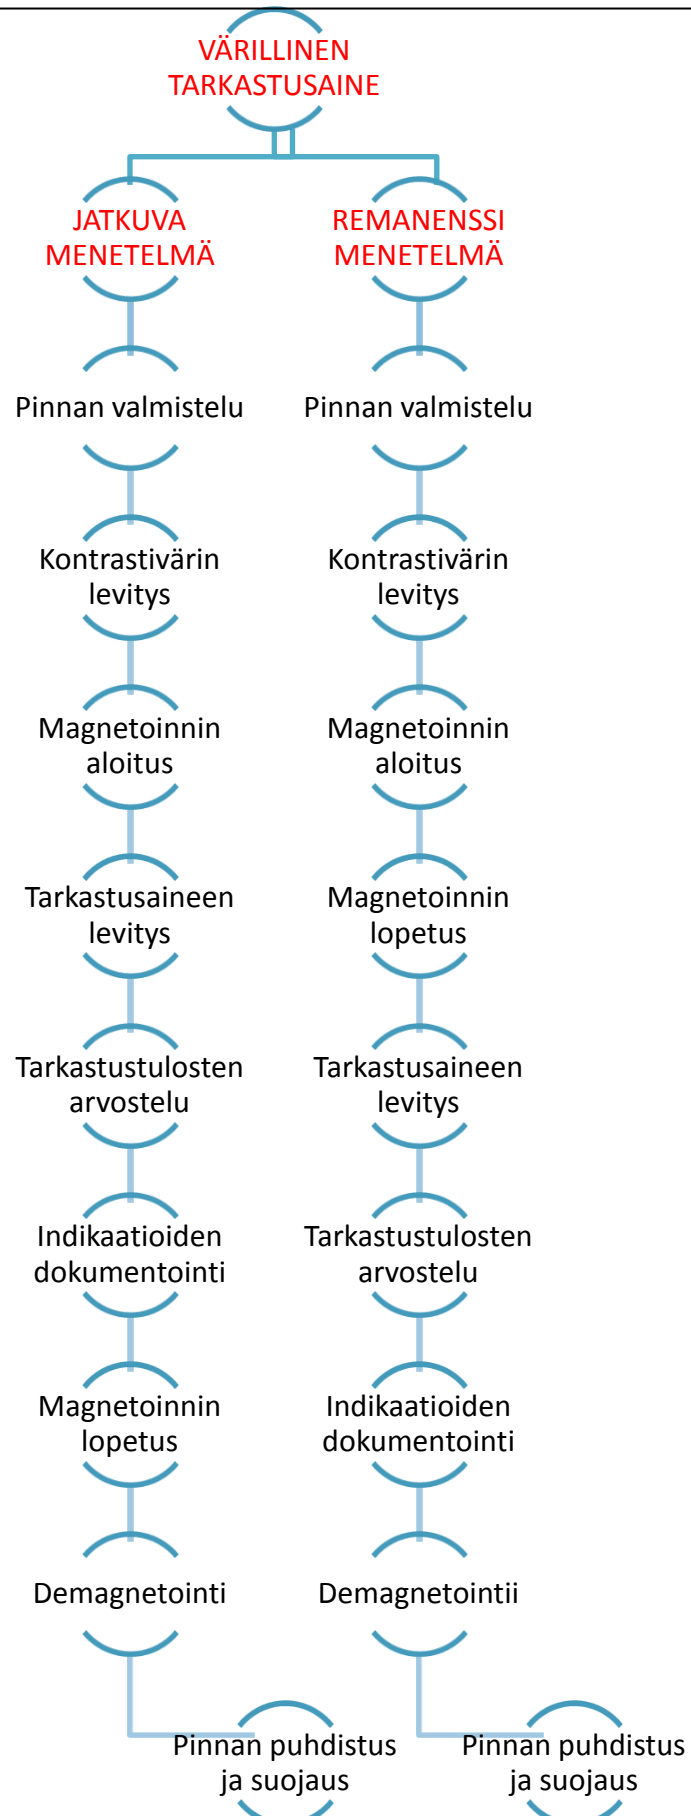 VÄRILLINEN
TARKASTUSAINE
JATKUVA
MENETELMÄ
Pinnan valmistelu
Kontrastivärin
levitys
Magnetoinnin
aloitus
Tarkastusaineen
levitys
Tarkastustulosten
arvostelu
Indikaatioiden
dokumentointi
Magnetoinnin
lopetus
Demagnetointi
Pinnan puhdistus
ja suojaus
REMANENSSI
MENETELMÄ
Pinnan valmistelu
Kontrastivärin
levitys
Magnetoinnin
aloitus
Magnetoinnin
lopetus
Tarkastusaineen
levitys
Tarkastustulosten
arvostelu
Indikaatioiden
dokumentointi
Demagnetointii
Pinnan puhdistus
ja suojaus